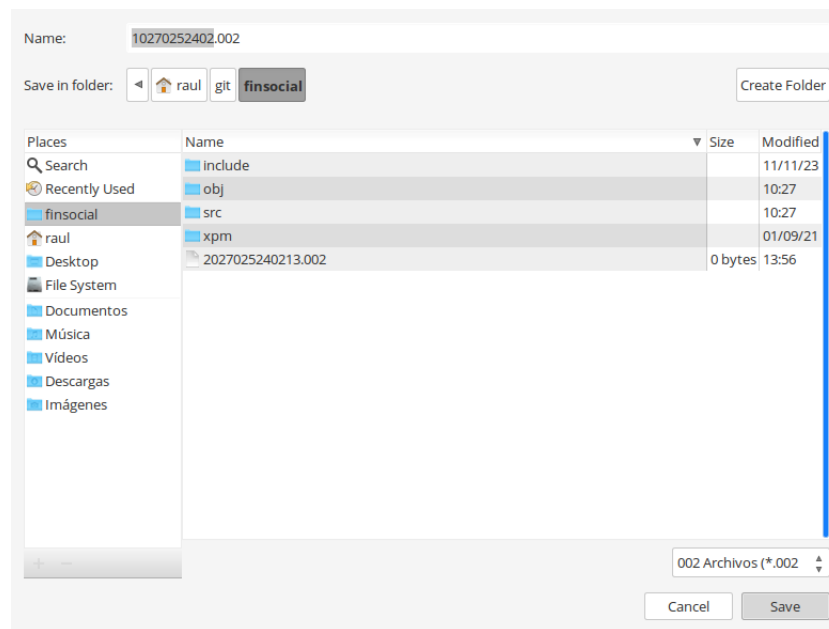 Name: 10270252402.002
Save in folder: raul git finsocial Create Folder
Places Name Size Modified
Search include 11/11/23
Recently Used obj 10:27
finsocial src 10:27
raul xpm 01/09/21
Desktop 2027025240213.002 0 bytes 13:56
File System
Documentos
Música
Vídeos
Descargas
Imágenes
002 Archivos (*.002
Cancel Save